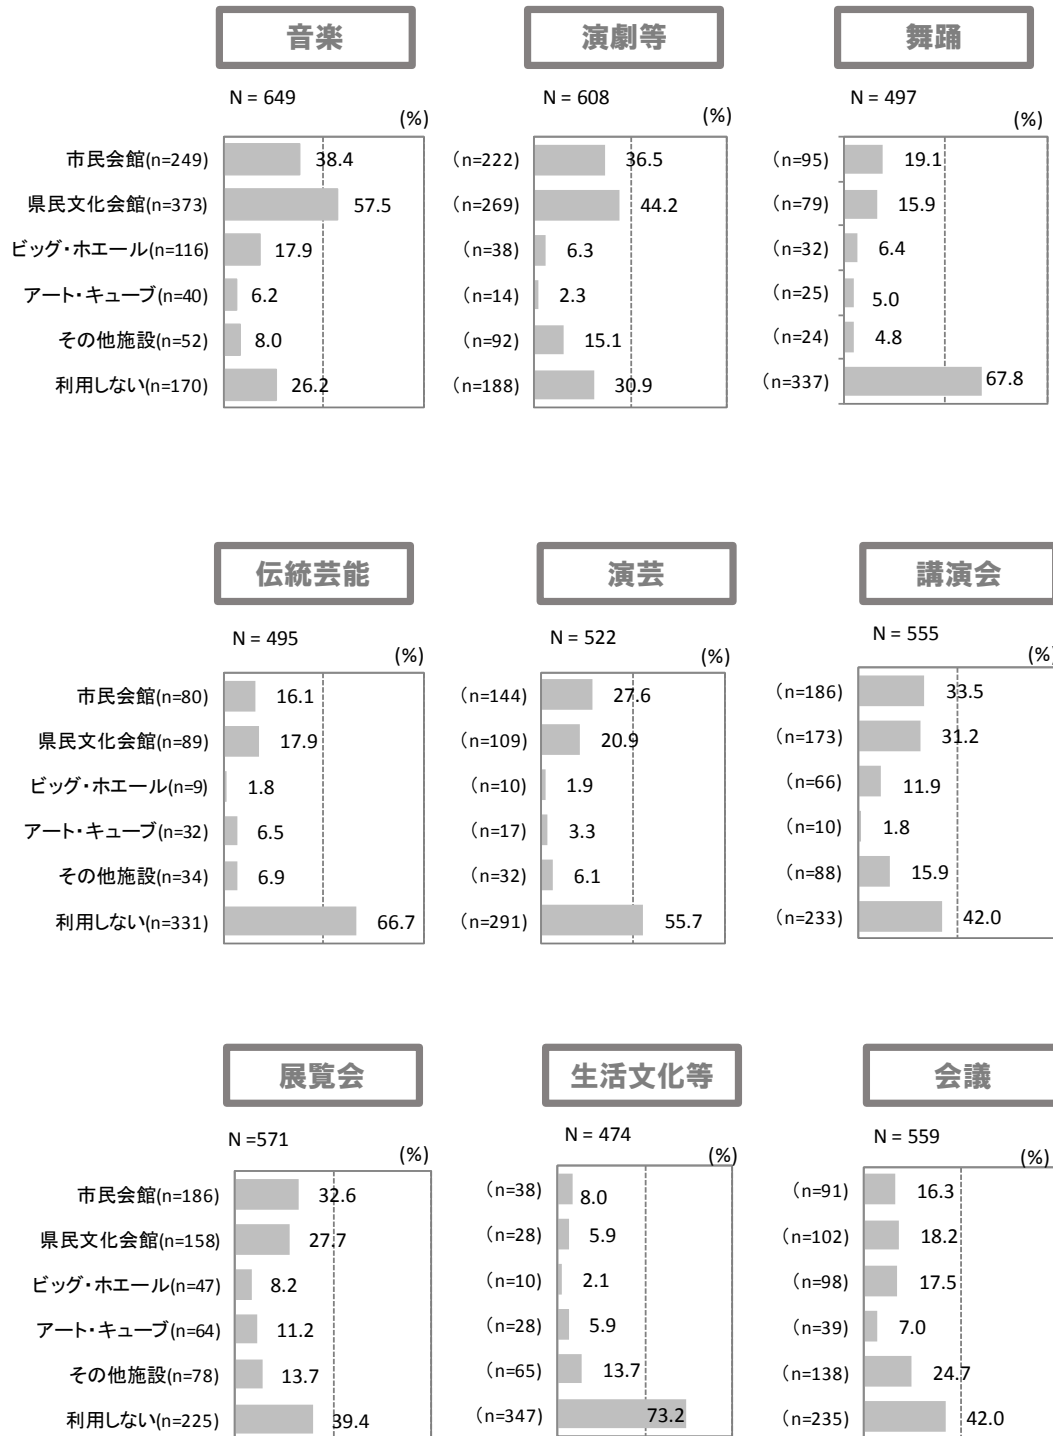 音楽
演劇等
舞踊
N = 649
N = 608
N = 497
(%)
(%)
(%)
市民会館(n=249) 38.4
(n=222) 36.5
(n=95) 19.1
県民文化会館(n=373) 57.5
(n=269) 44.2
(n=79) 15.9
ビッグ・ホエール(n=116) 17.9
(n=38) 6.3
(n=32) 6.4
アート・キューブ(n=40) 6.2
(n=14) 2.3
(n=25) 5.0
その他施設(n=52) 8.0
(n=92) 15.1
(n=24) 4.8
利用しない(n=170) 26.2
(n=188) 30.9
(n=337) 67.8
伝統芸能
演芸
講演会
N = 495
N = 522
N = 555
(%)
(%)
(%)
市民会館(n=80) 16.1
(n=144) 27.6
(n=186) 33.5
県民文化会館(n=89) 17.9
(n=109) 20.9
(n=173) 31.2
ビッグ・ホエール(n=9) 1.8
(n=10) 1.9
(n=66) 11.9
アート・キューブ(n=32) 6.5
(n=17) 3.3
(n=10) 1.8
その他施設(n=34) 6.9
(n=32) 6.1
(n=88) 15.9
利用しない(n=331) 66.7
(n=291) 55.7
(n=233) 42.0
展覧会
生活文化等
会議
N =571
N = 474
N = 559
(%)
(%)
(%)
市民会館(n=186) 32.6
(n=38) 8.0
(n=91) 16.3
県民文化会館(n=158) 27.7
(n=28) 5.9
(n=102) 18.2
ビッグ・ホエール(n=47) 8.2
(n=10) 2.1
(n=98) 17.5
アート・キューブ(n=64) 11.2
(n=28) 5.9
(n=39) 7.0
その他施設(n=78) 13.7
(n=65) 13.7
(n=138) 24.7
利用しない(n=225) 39.4
(n=347) 73.2
(n=235) 42.0